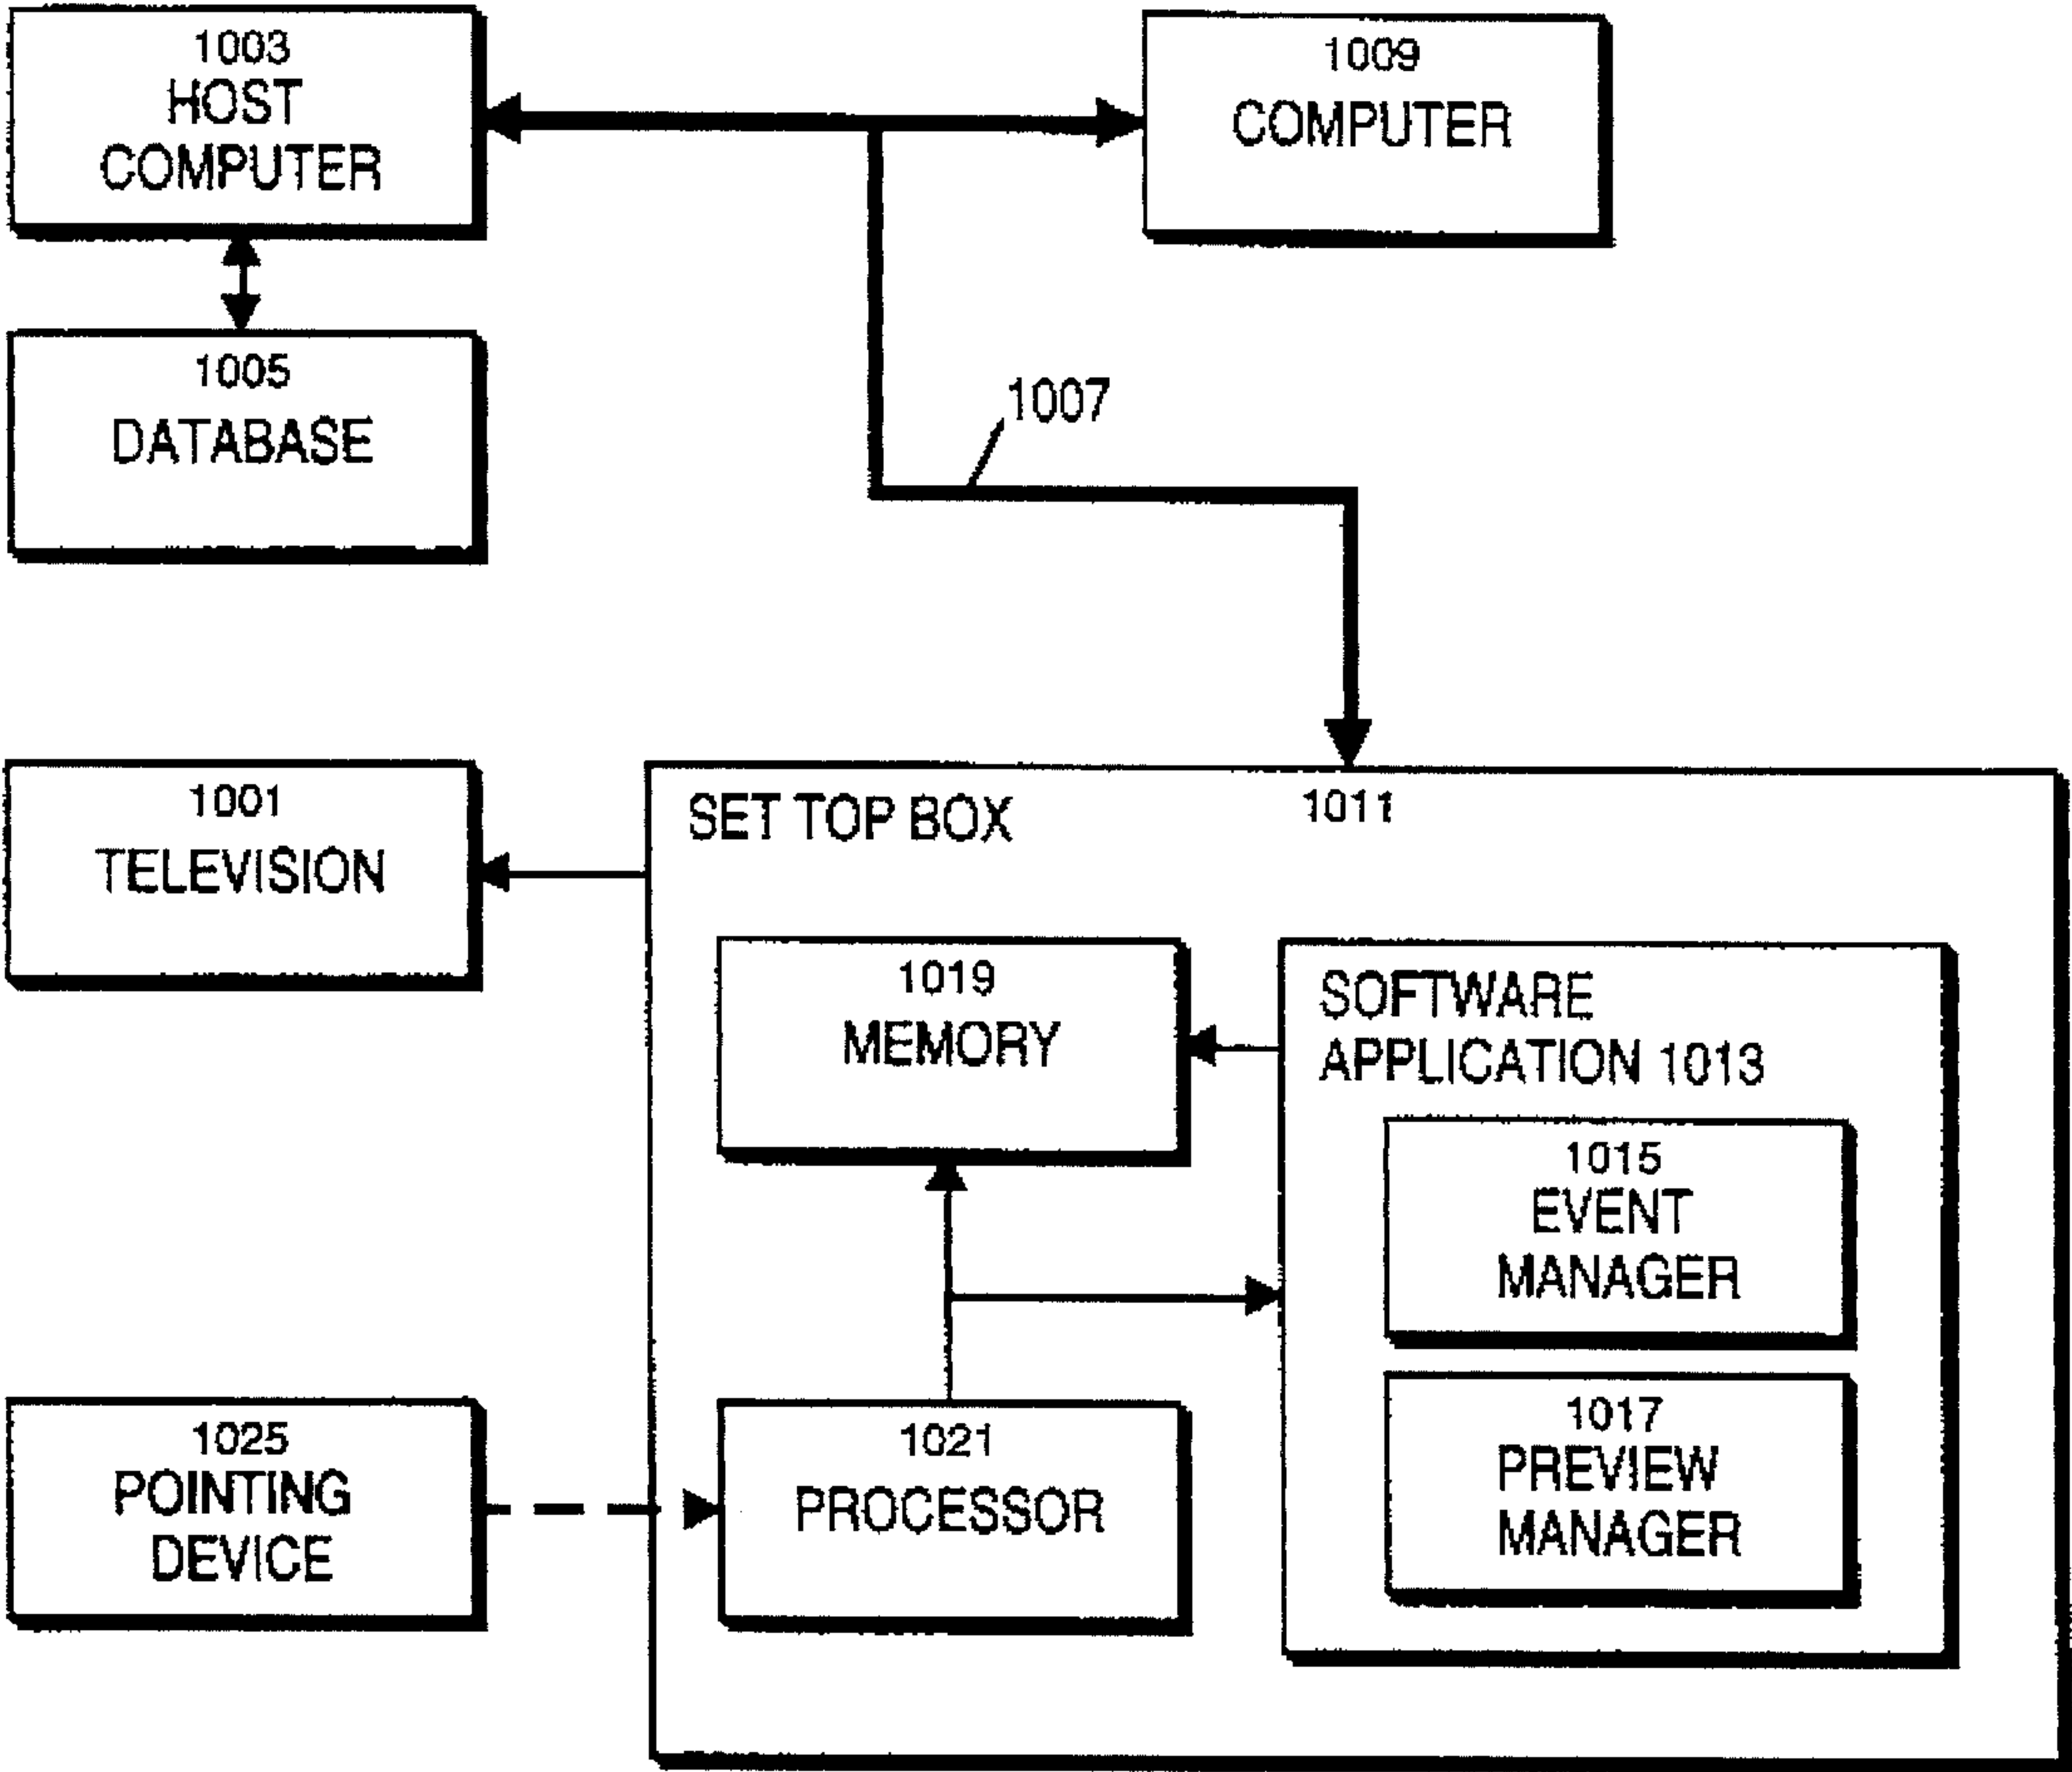 1003
HOST
COMPUTER
1009
COMPUTER
1005
DATABASE
1007
1001
TELEVISION
SET TOP BOX 1011
1019
MEMORY
SOFTWARE
APPLICATION 1013
1015
EVENT
MANAGER
1025
POINTING
DEVICE
1021
PROCESSOR
1017
PREVIEW
MANAGER